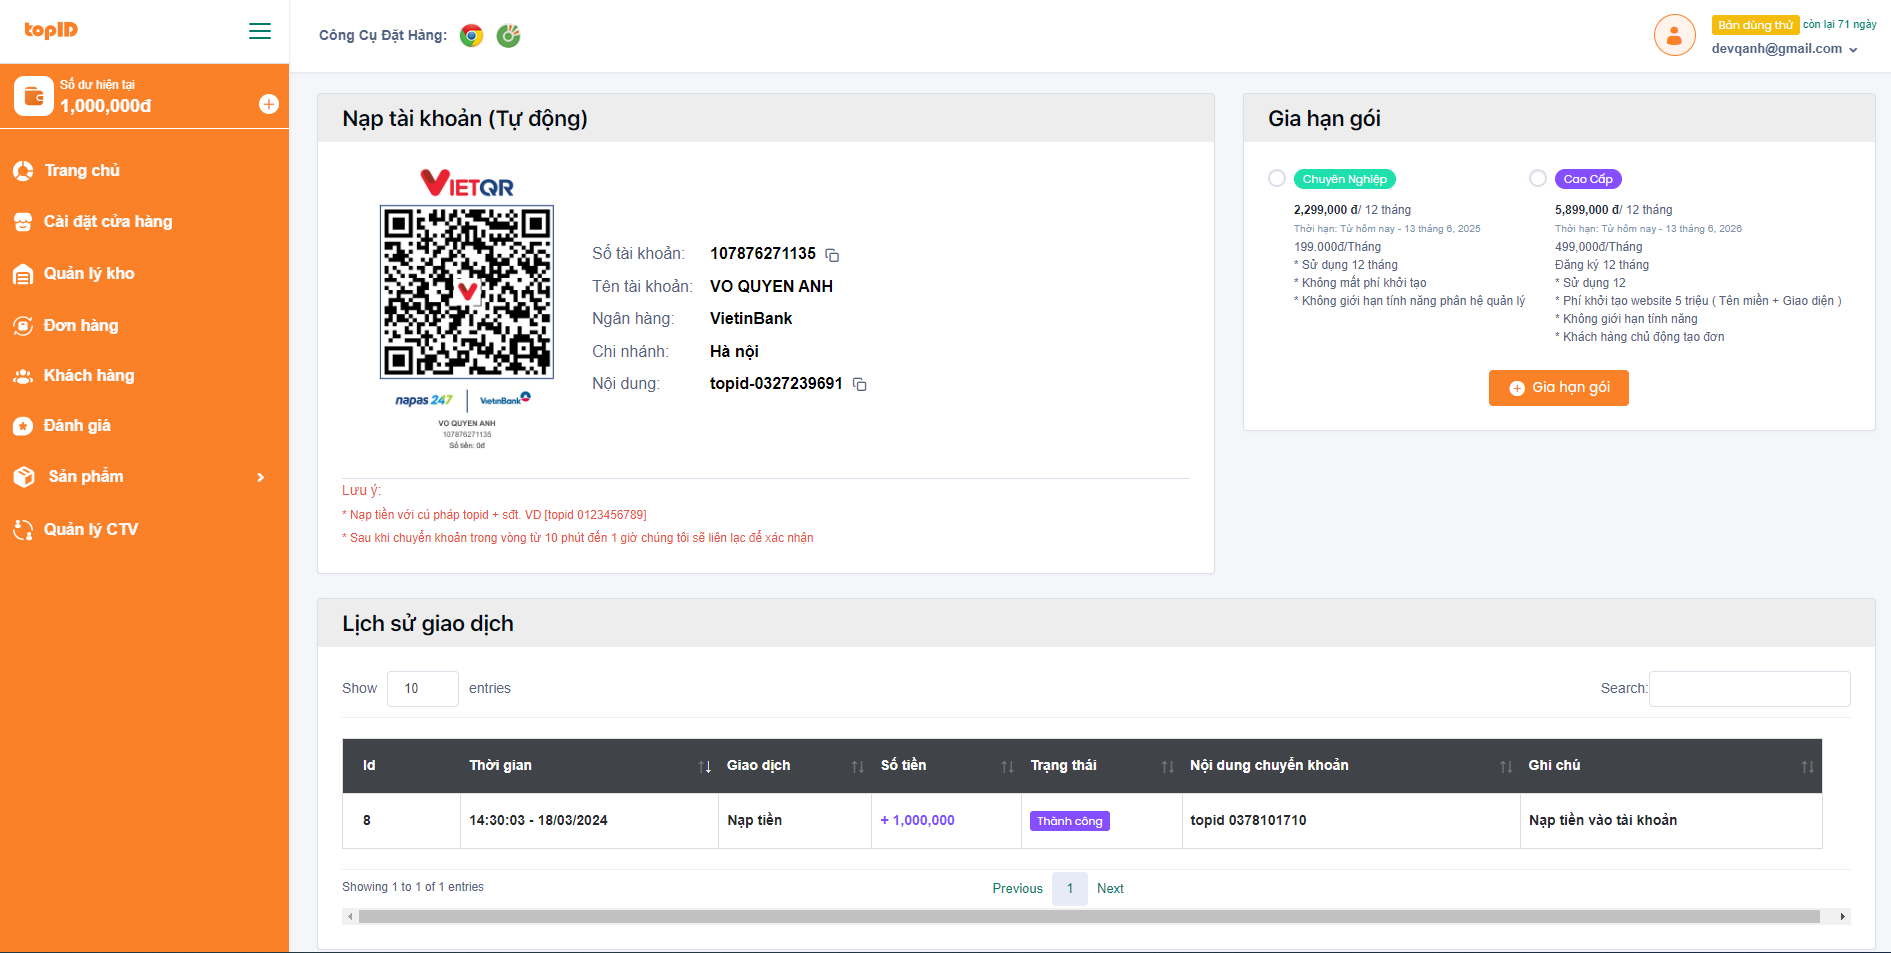 topID
Công Cụ Đặt Hàng:
Bản dùng thử còn lại 71 ngày
devqanh@gmail.com
Số dư hiện tại
1,000,000đ
Trang chủ
Cài đặt cửa hàng
Quản lý kho
Đơn hàng
Khách hàng
Đánh giá
Sản phẩm
Quản lý CTV
Nạp tài khoản (Tự động)
VIETQR
napas 247 VietinBank
VO QUYEN ANH
107876271135
Số tiền: 0đ
Số tài khoản: 107876271135
Tên tài khoản: VO QUYEN ANH
Ngân hàng: VietinBank
Chi nhánh: Hà nội
Nội dung: topid-0327239691
Lưu ý:
* Nạp tiền với cú pháp topid + sđt. VD [topid 0123456789]
* Sau khi chuyển khoản trong vòng từ 10 phút đến 1 giờ chúng tôi sẽ liên lạc để xác nhận
Gia hạn gói
Chuyên Nghiệp
2,299,000 đ/ 12 tháng
Thời hạn: Từ hôm nay - 13 tháng 6, 2025
199.000đ/Tháng
* Sử dụng 12 tháng
* Không mất phí khởi tạo
* Không giới hạn tính năng phân hệ quản lý
Cao Cấp
5,899,000 đ/ 12 tháng
Thời hạn: Từ hôm nay - 13 tháng 6, 2026
499,000đ/Tháng
Đăng ký 12 tháng
* Sử dụng 12
* Phí khởi tạo website 5 triệu ( Tên miền + Giao diện )
* Không giới hạn tính năng
* Khách hàng chủ động tạo đơn
Gia hạn gói
Lịch sử giao dịch
Show 10 entries
Search:
Id Thời gian Giao dịch Số tiền Trạng thái Nội dung chuyển khoản Ghi chú
8 14:30:03 - 18/03/2024 Nạp tiền + 1,000,000 Thành công topid 0378101710 Nạp tiền vào tài khoản
Showing 1 to 1 of 1 entries
Previous 1 Next